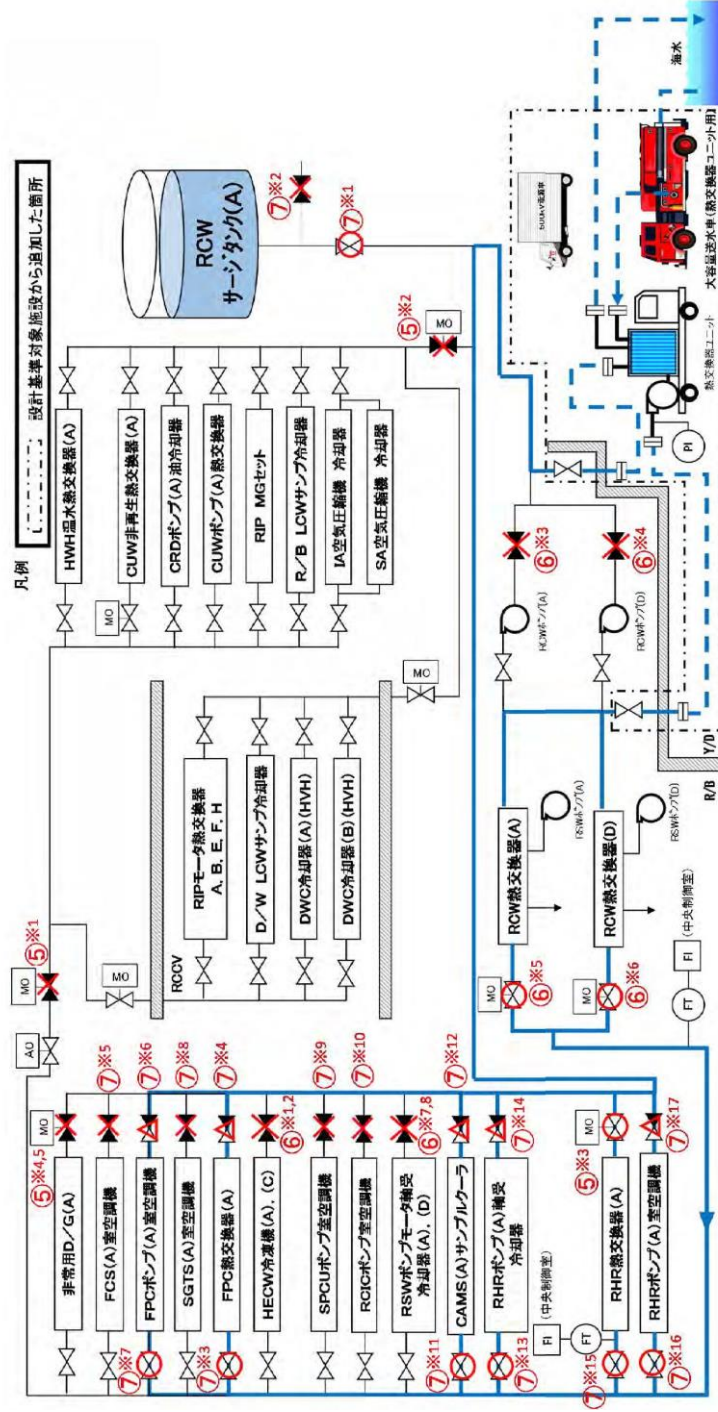 凡例
設計基準対象施設から追加した箇所
RCW
サージタンク(A)
⑦※2
⑦※1
⑤※2
MO
HWH温水熱交換器(A)
CUW非再生熱交換器(A)
CRDポンプ(A)油冷却器
CUWポンプ(A)熱交換器
RIP MGセット
R/B LCWサンプ冷却器
IA空気圧縮機 冷却器
SA空気圧縮機 冷却器
MO
MO
RCCV
RIPモータ熱交換器
A, B, E, F, H
D/W LCWサンプ冷却器
DWC冷却器(A)(HVH)
DWC冷却器(B)(HVH)
MO
⑤※1
MO
AO
非常用D/G(A)
MO
⑤※4,5
FCS(A)室空調機
⑦※5
FPCポンプ(A)室空調機
⑦※6
⑦※7
SGTS(A)室空調機
⑦※8
FPC熱交換器(A)
⑦※4
⑦※3
HECW冷凍機(A), (C)
⑥※1,2
SPCUポンプ室空調機
⑦※9
RCICポンプ室空調機
⑦※10
RSWポンプモータ軸受
冷却器(A), (D)
⑥※7,8
CAMS(A)サンプルクーラ
⑦※12
⑦※11
RHRポンプ(A)軸受
冷却器
⑦※14
⑦※13
FI
(中央制御室)
FT
RHR熱交換器(A)
MO
⑤※3
⑦※15
RHRポンプ(A)室空調機
⑦※17
⑦※16
RCW熱交換器(A)
MO
⑥※5
RSWポンプ(A)
RCW熱交換器(D)
MO
⑥※6
RSWポンプ(D)
FT
FI
(中央制御室)
RCWポンプ(A)
⑥※3
RCWポンプ(D)
⑥※4
R/B
Y/D
PI
熱交換器ユニット
大容量送水車(熱交換器ユニット用)
海水